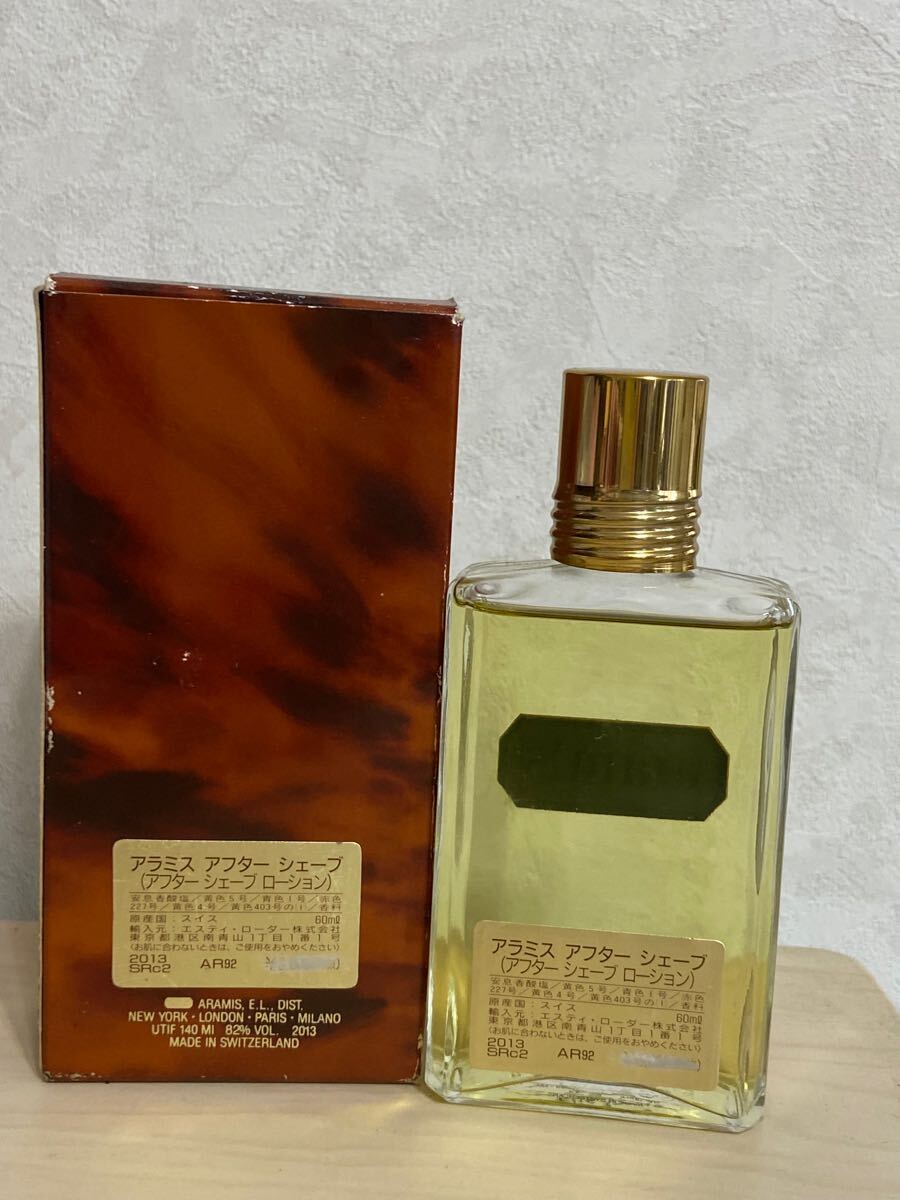 アラミス アフター シェーブ
(アフター シェーブ ローション)
安息香酸塩/黄色5号/青色1号/赤色
227号/黄色4号/黄色403号の1/香料
原産国:スイス 60mℓ
輸入元:エスティ・ローダー株式会社
東京都港区南青山1丁目1番1号
(お肌に合わないときは、ご使用をおやめください)
2013
SRc2 AR92
ARAMIS, E.L., DIST.
NEW YORK · LONDON · PARIS · MILANO
UTIF 140 MI 82% VOL. 2013
MADE IN SWITZERLAND
アラミス アフター シェーブ
(アフター シェーブ ローション)
安息香酸塩/黄色5号/青色1号/赤色
227号/黄色4号/黄色403号の1/香料
原産国:スイス 60mℓ
輸入元:エスティ・ローダー株式会社
東京都港区南青山1丁目1番1号
(お肌に合わないときは、ご使用をおやめください)
2013
SRc2 AR92